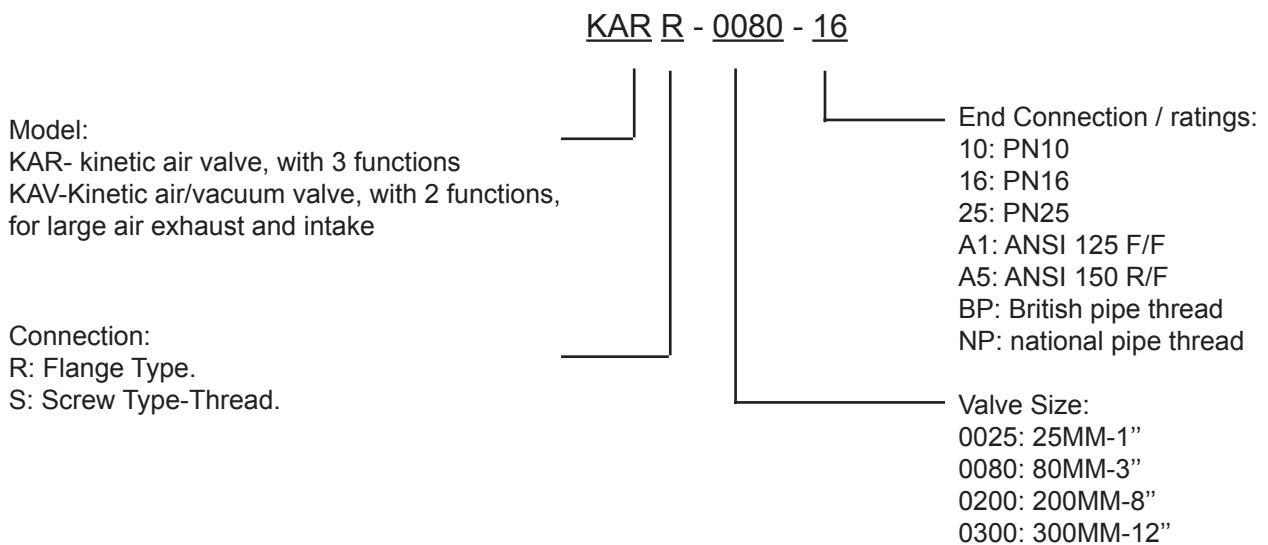 KAR R - 0080 - 16
Model:
KAR- kinetic air valve, with 3 functions
KAV-Kinetic air/vacuum valve, with 2 functions,
for large air exhaust and intake
Connection:
R: Flange Type.
S: Screw Type-Thread.
End Connection / ratings:
10: PN10
16: PN16
25: PN25
A1: ANSI 125 F/F
A5: ANSI 150 R/F
BP: British pipe thread
NP: national pipe thread
Valve Size:
0025: 25MM-1’’
0080: 80MM-3’’
0200: 200MM-8’’
0300: 300MM-12’’